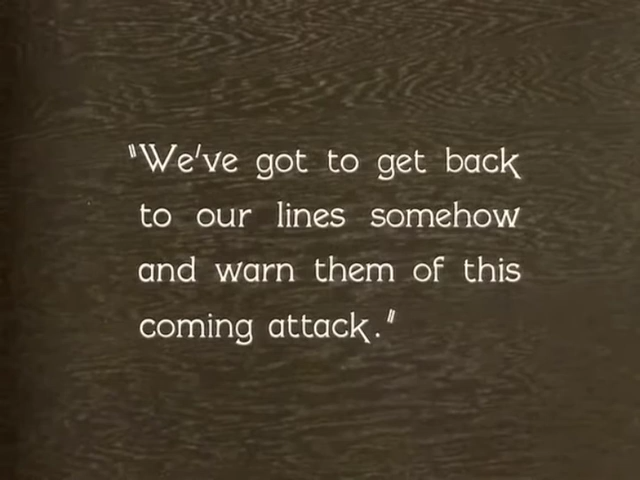 "We've got to get back
to our lines somehow
and warn them of this
coming attack."